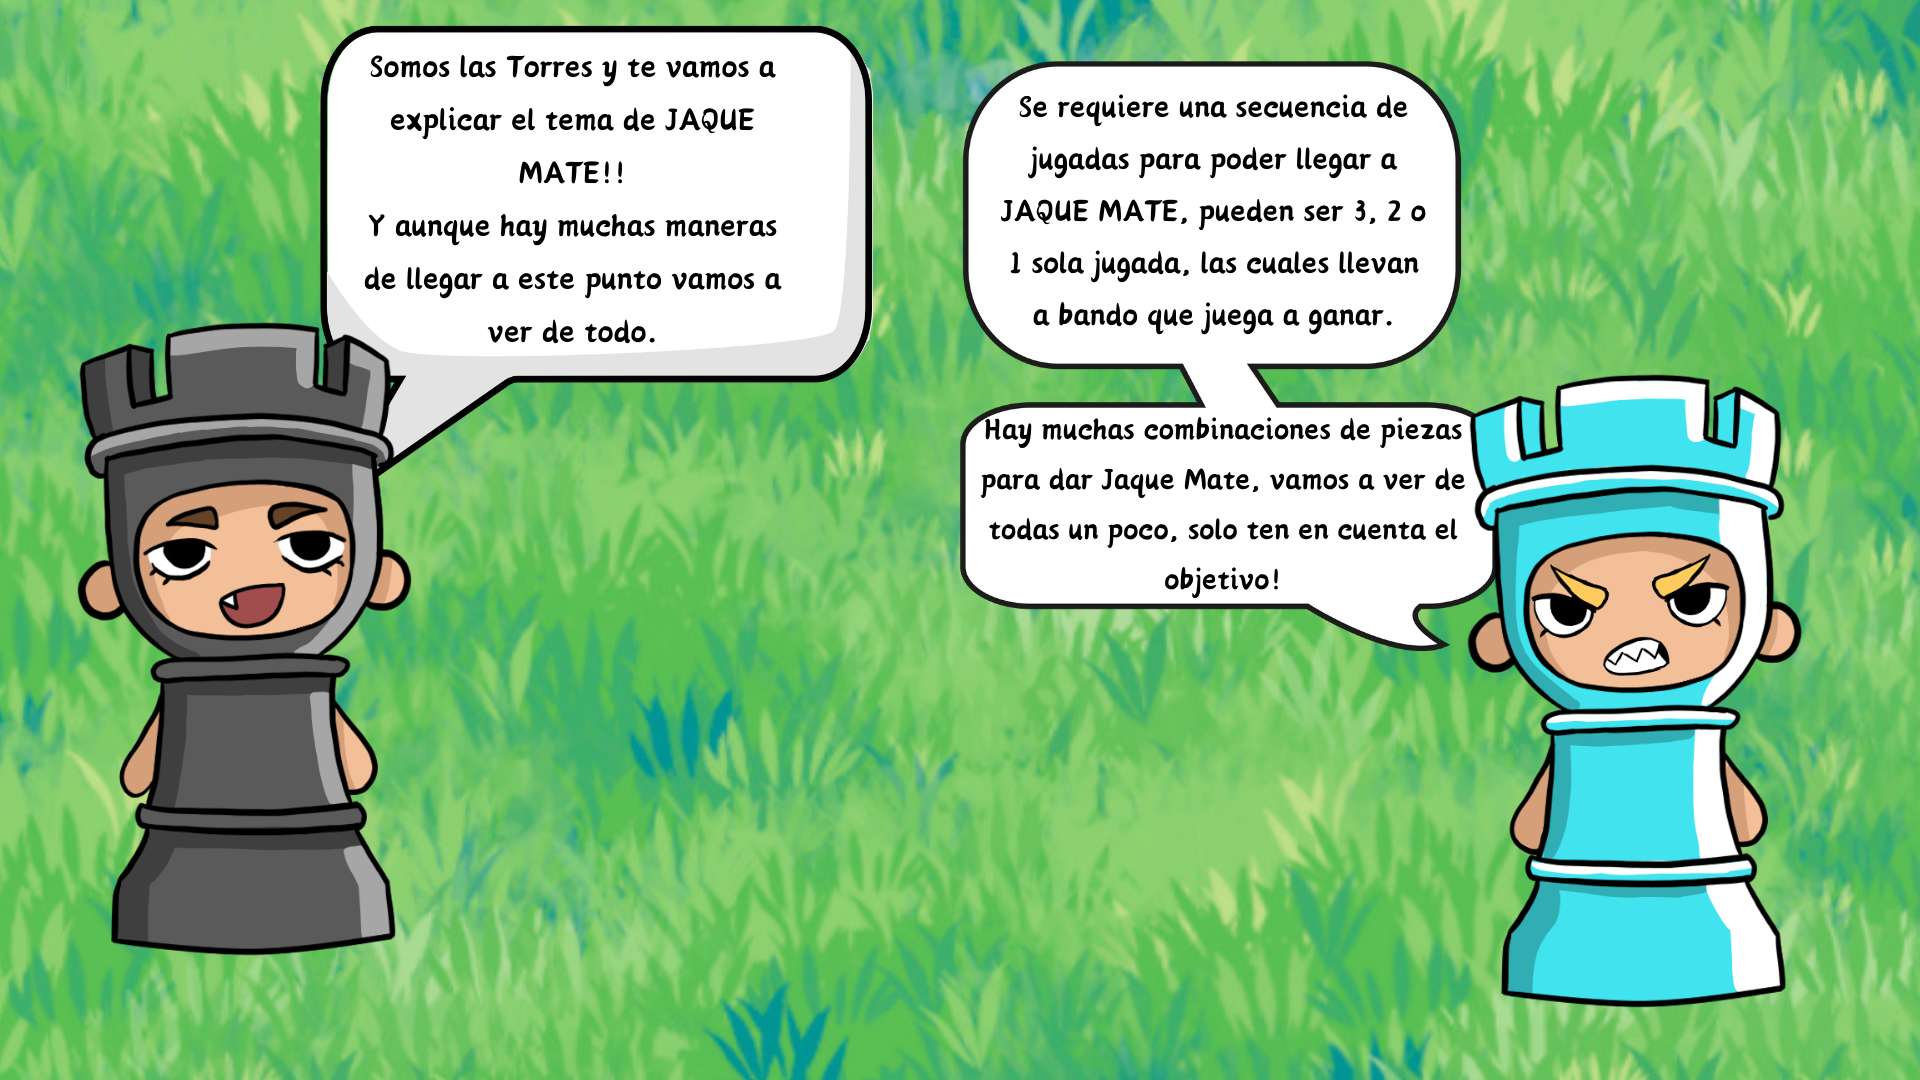 Somos las Torres y te vamos a
explicar el tema de JAQUE
MATE!!
Y aunque hay muchas maneras
de llegar a este punto vamos a
ver de todo.
Se requiere una secuencia de
jugadas para poder llegar a
JAQUE MATE, pueden ser 3, 2 o
1 sola jugada, las cuales llevan
a bando que juega a ganar.
Hay muchas combinaciones de piezas
para dar Jaque Mate, vamos a ver de
todas un poco, solo ten en cuenta el
objetivo!